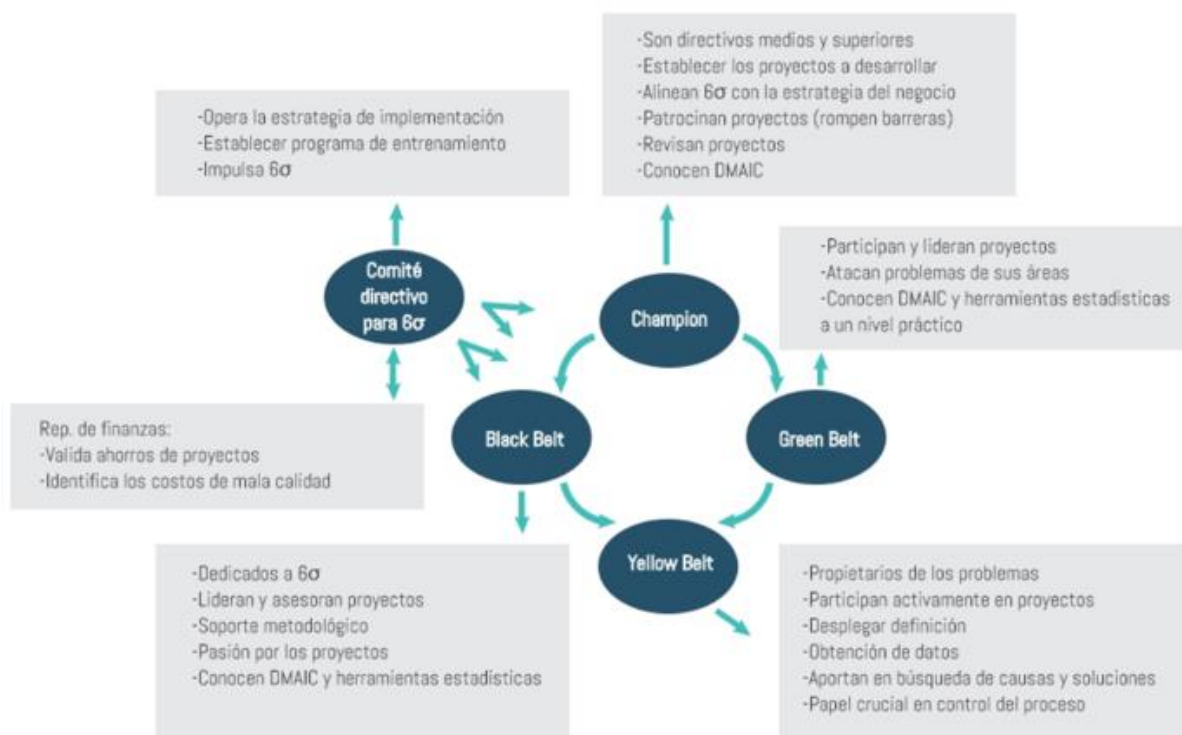 -Son directivos medios y superiores
-Establecer los proyectos a desarrollar
-Alinean 6σ con la estrategia del negocio
-Patrocinan proyectos (rompen barreras)
-Revisan proyectos
-Conocen DMAIC
-Opera la estrategia de implementación
-Establecer programa de entrenamiento
-Impulsa 6σ
-Participan y lideran proyectos
-Atacan problemas de sus áreas
-Conocen DMAIC y herramientas estadísticas
a un nivel práctico
Comité
directivo
para 6σ
Champion
Rep. de finanzas:
-Valida ahorros de proyectos
-Identifica los costos de mala calidad
Black Belt
Green Belt
Yellow Belt
-Dedicados a 6σ
-Lideran y asesoran proyectos
-Soporte metodológico
-Pasión por los proyectos
-Conocen DMAIC y herramientas estadísticas
-Propietarios de los problemas
-Participan activamente en proyectos
-Desplegar definición
-Obtención de datos
-Aportan en búsqueda de causas y soluciones
-Papel crucial en control del proceso